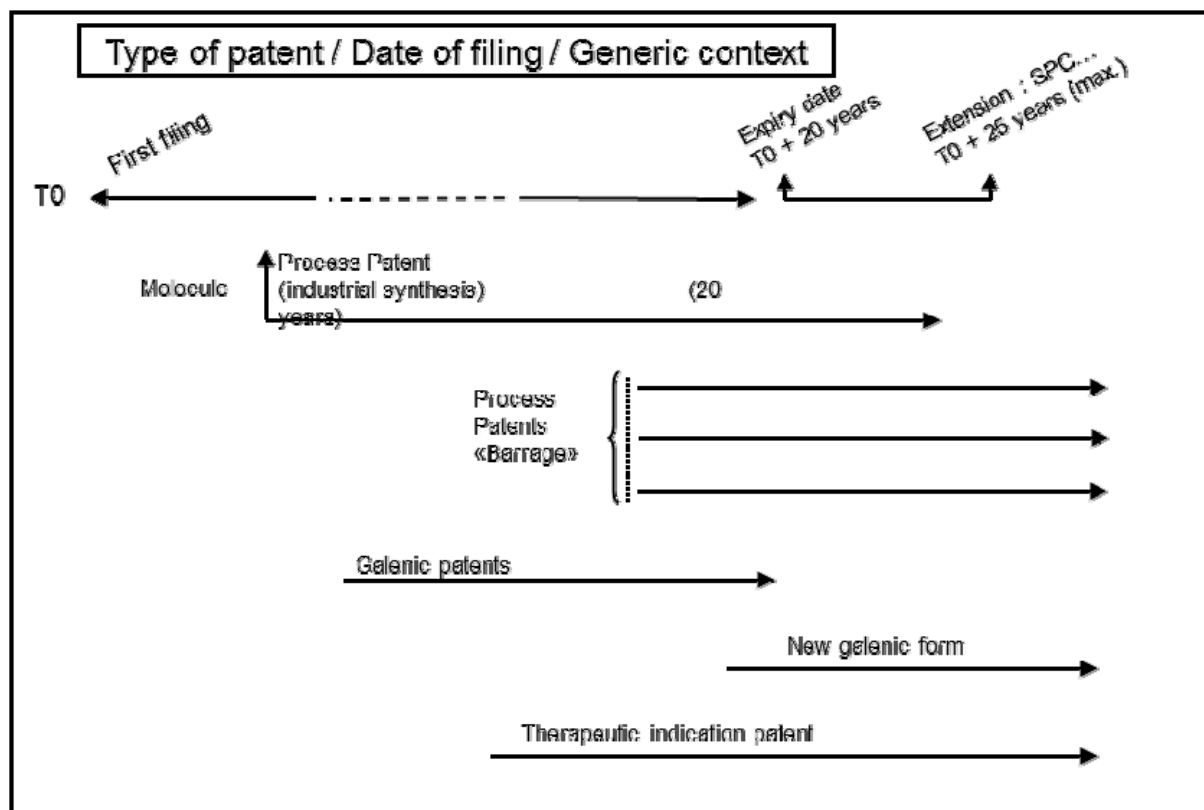 Type of patent / Date of filing / Generic context
First filing
Expiry date
T0 + 20 years
Extension : SPC...
T0 + 25 years (max.)
T0
Molecule
Process Patent
(industrial synthesis) (20
years)
Process
Patents
«Barrage»
Galenic patents
New galenic form
Therapeutic indication patent